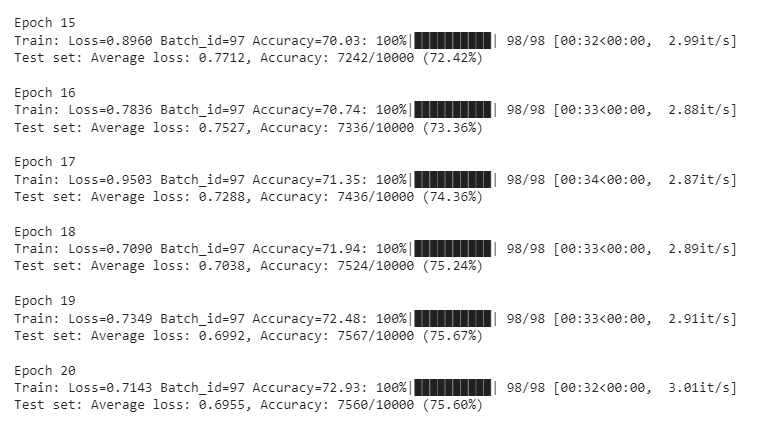 Epoch 15
Train: Loss=0.8960 Batch_id=97 Accuracy=70.03: 100%|██████████| 98/98 [00:32<00:00,  2.99it/s]
Test set: Average loss: 0.7712, Accuracy: 7242/10000 (72.42%)

Epoch 16
Train: Loss=0.7836 Batch_id=97 Accuracy=70.74: 100%|██████████| 98/98 [00:33<00:00,  2.88it/s]
Test set: Average loss: 0.7527, Accuracy: 7336/10000 (73.36%)

Epoch 17
Train: Loss=0.9503 Batch_id=97 Accuracy=71.35: 100%|██████████| 98/98 [00:34<00:00,  2.87it/s]
Test set: Average loss: 0.7288, Accuracy: 7436/10000 (74.36%)

Epoch 18
Train: Loss=0.7090 Batch_id=97 Accuracy=71.94: 100%|██████████| 98/98 [00:33<00:00,  2.89it/s]
Test set: Average loss: 0.7038, Accuracy: 7524/10000 (75.24%)

Epoch 19
Train: Loss=0.7349 Batch_id=97 Accuracy=72.48: 100%|██████████| 98/98 [00:33<00:00,  2.91it/s]
Test set: Average loss: 0.6992, Accuracy: 7567/10000 (75.67%)

Epoch 20
Train: Loss=0.7143 Batch_id=97 Accuracy=72.93: 100%|██████████| 98/98 [00:32<00:00,  3.01it/s]
Test set: Average loss: 0.6955, Accuracy: 7560/10000 (75.60%)